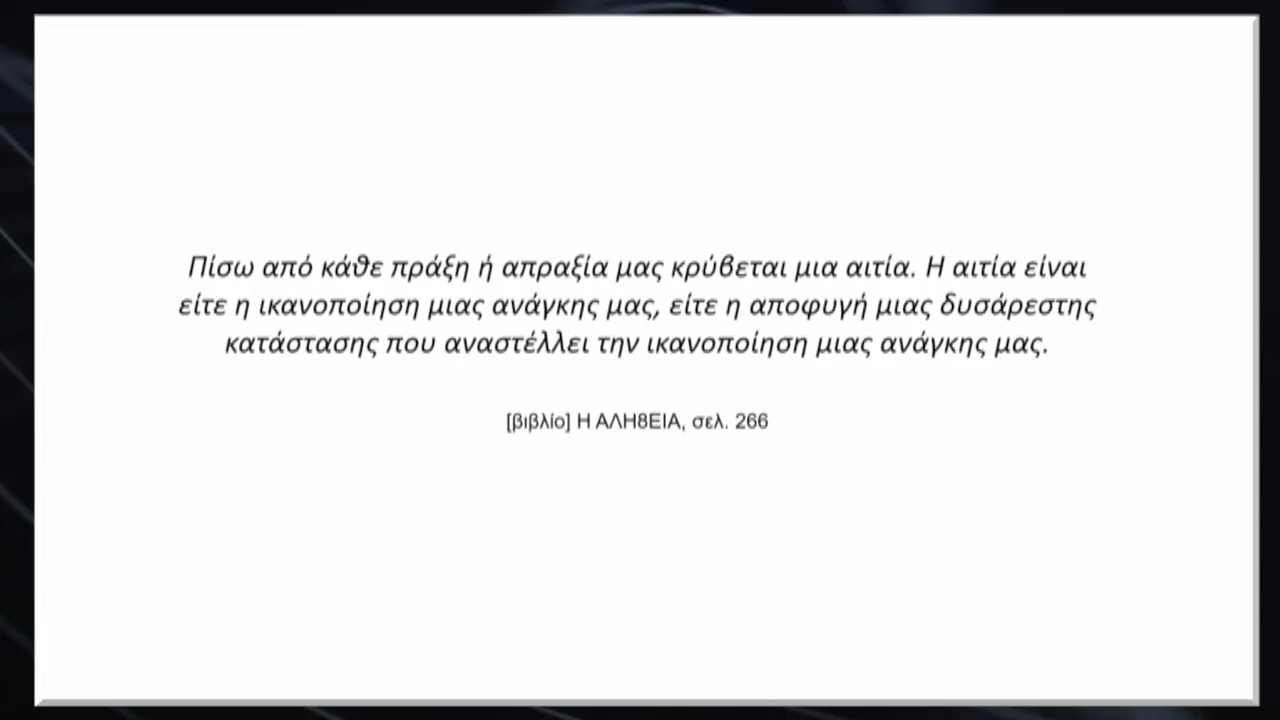 Πίσω από κάθε πράξη ή απραξία μας κρύβεται μια αιτία. Η αιτία είναι
είτε η ικανοποίηση μιας ανάγκης μας, είτε η αποφυγή μιας δυσάρεστης
κατάστασης που αναστέλλει την ικανοποίηση μιας ανάγκης μας.
[βιβλίο] Η ΑΛΗ8ΕΙΑ, σελ. 266